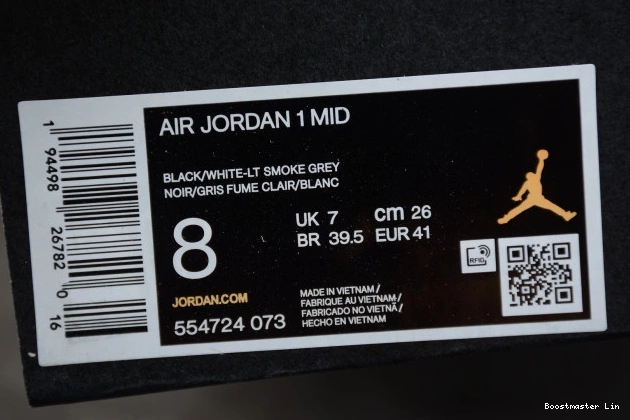 AIR JORDAN 1 MID
BLACK/WHITE-LT SMOKE GREY
NOIR/GRIS FUME CLAIR/BLANC
8
UK 7 cm 26
BR 39.5 EUR 41
RFID
JORDAN.COM
554724 073
MADE IN VIETNAM /
FABRIQUE AU VIETNAM /
FABRICADO NO VIETNÃ /
HECHO EN VIETNAM
1 94498 26782 0 16
Boostmaster Lin